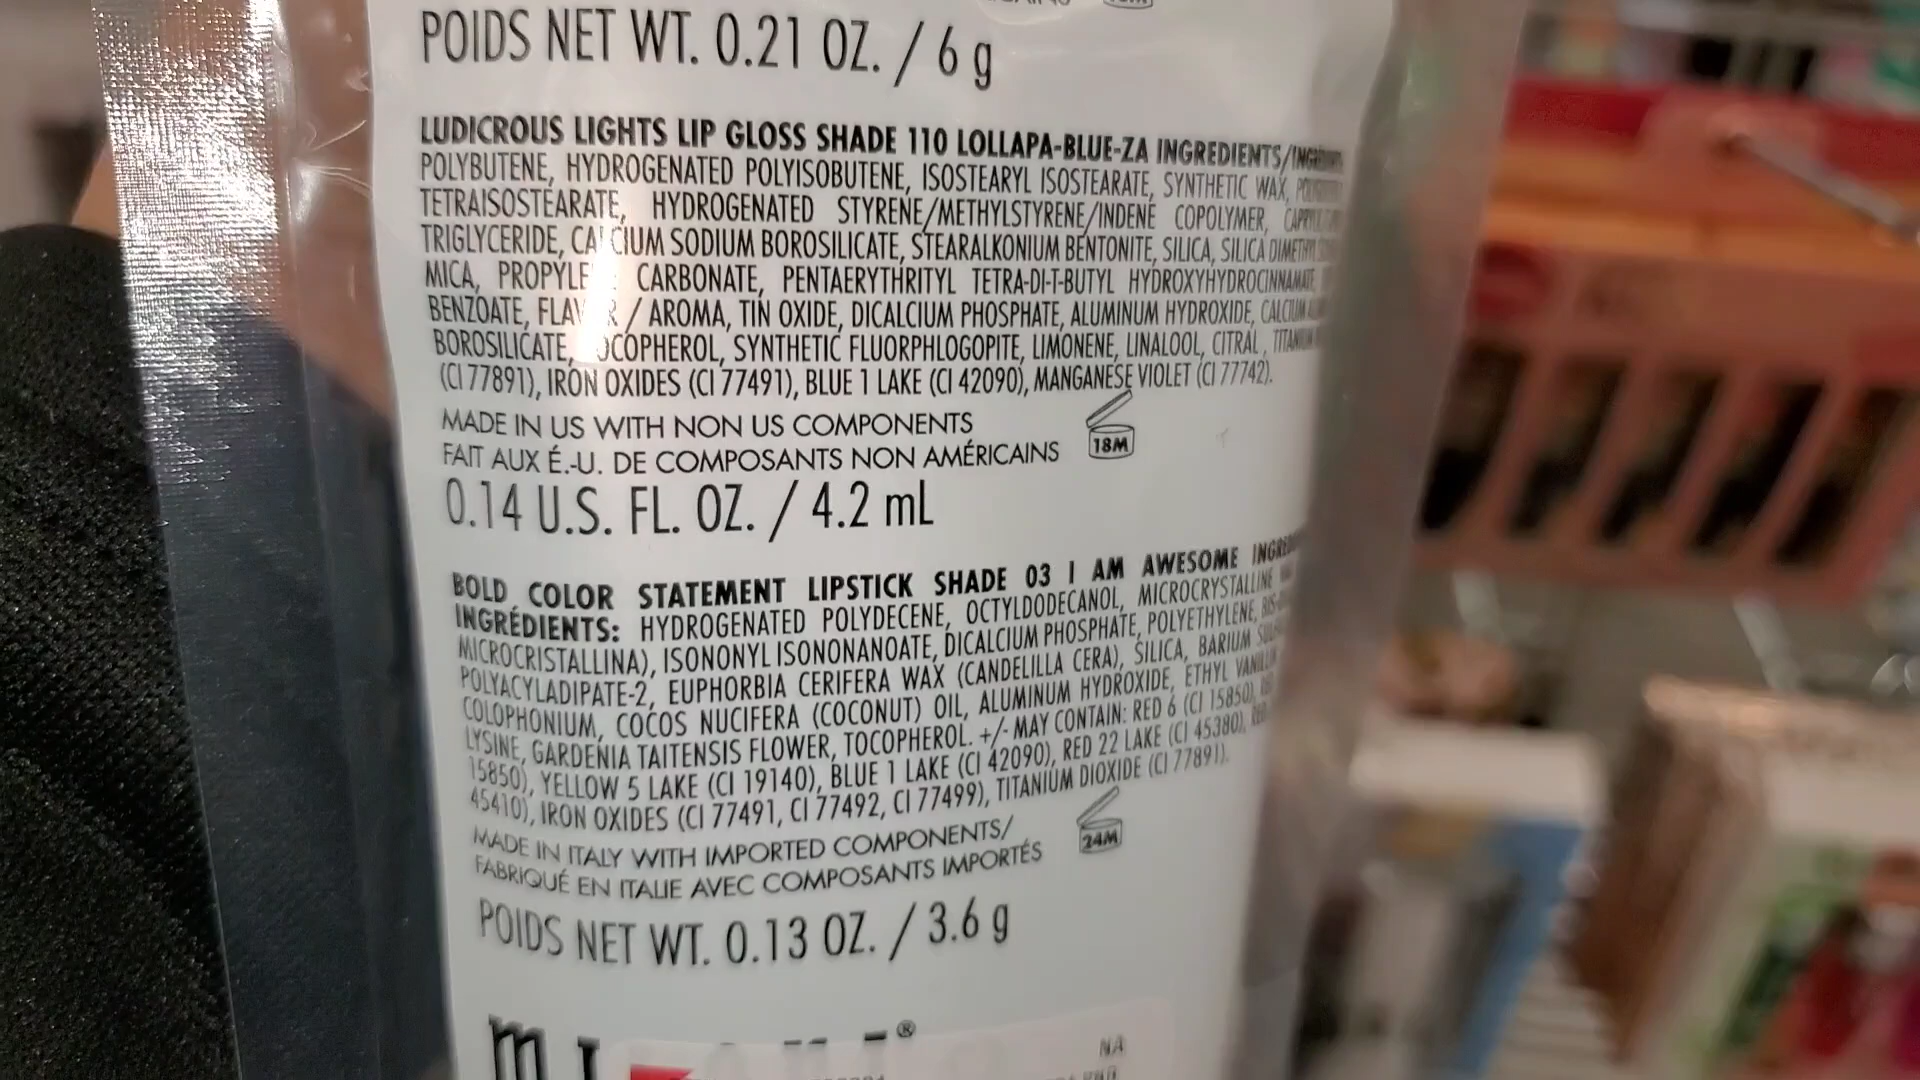 POIDS NET WT. 0.21 OZ. / 6 g
LUDICROUS LIGHTS LIP GLOSS SHADE 110 LOLLAPA-BLUE-ZA INGREDIENTS/
POLYBUTENE, HYDROGENATED POLYISOBUTENE, ISOSTEARYL ISOSTEARATE, SYNTHETIC WAX,
TETRAISOSTEARATE, HYDROGENATED STYRENE/METHYLSTYRENE/INDENE COPOLYMER,
TRIGLYCERIDE, CALCIUM SODIUM BOROSILICATE, STEARALKONIUM BENTONITE, SILICA, SILICA
MICA, CARBONATE, PENTAERYTHRITYL TETRA-DI-T-BUTYL HYDROXYHYDROCINNAMATE,
BENZOATE, / AROMA, TIN OXIDE, DICALCIUM PHOSPHATE, ALUMINUM HYDROXIDE, CALCIUM
BOROSILICATE, TOCOPHEROL, SYNTHETIC FLUORPHLOGOPITE, LIMONENE, LINALOOL, CITRAL,
(CI 77891), IRON OXIDES (CI 77491), BLUE 1 LAKE (CI 42090), MANGANESE VIOLET (CI 77742).
MADE IN US WITH NON US COMPONENTS
FAIT AUX É.-U. DE COMPOSANTS NON AMÉRICAINS
18M
0.14 U.S. FL. OZ. / 4.2 mL
BOLD COLOR STATEMENT LIPSTICK SHADE 03 I AM AWESOME
INGRÉDIENTS: HYDROGENATED POLYDECENE, OCTYLDODECANOL, MICROCRYSTALLINE
MICROCRISTALLINA), ISONONYL ISONONANOATE, DICALCIUM PHOSPHATE, POLYETHYLENE,
POLYACYLADIPATE-2, EUPHORBIA CERIFERA WAX (CANDELILLA CERA), SILICA, BARIUM
COLOPHONIUM, COCOS NUCIFERA (COCONUT) OIL, ALUMINUM HYDROXIDE, ETHYL
LYSINE, GARDENIA TAITENSIS FLOWER, TOCOPHEROL. +/- MAY CONTAIN: RED 6 (CI 15850),
15850), YELLOW 5 LAKE (CI 19140), BLUE 1 LAKE (CI 42090), RED 22 LAKE (CI 45380),
45410), IRON OXIDES (CI 77491, CI 77492, CI 77499), TITANIUM DIOXIDE (CI 77891).
MADE IN ITALY WITH IMPORTED COMPONENTS/
FABRIQUÉ EN ITALIE AVEC COMPOSANTS IMPORTÉS
24M
POIDS NET WT. 0.13 OZ. / 3.6 g
®
NA